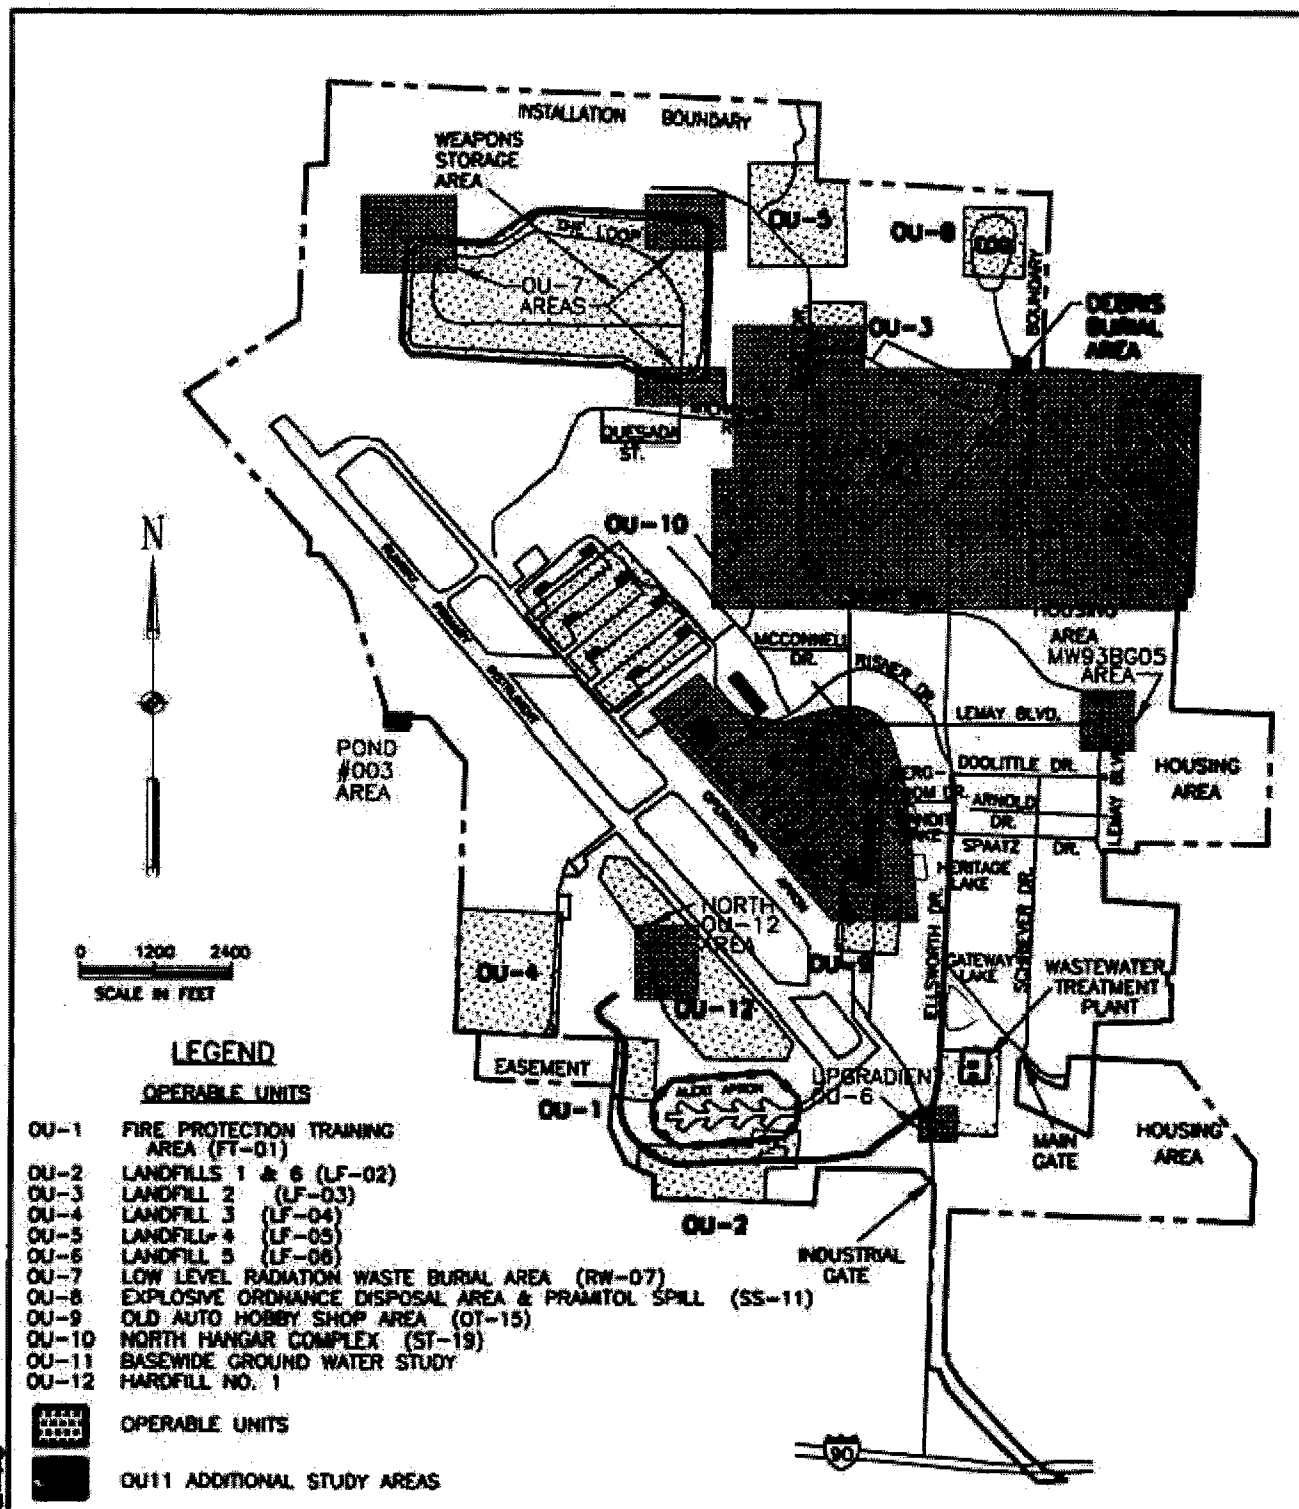 INSTALLATION BOUNDARY
WEAPONS
STORAGE
AREA
THE LOOP
OU-5
OU-8
EOD
BOUNDARY
OU-7
AREAS
DEBRIS
BURIAL
AREA
OU-3
DR.
QUESADA
ST.
OU-10
N
RUNWAY
PRIMARY
INSTRUMENT
MCCONNELL
DR.
RISNER DR.
HOUSING
AREA
MW93BG05
AREA
LEMAY BLVD.
POND
#003
AREA
DOOLITTLE DR.
ARNOLD
DR.
SPAATZ DR.
LEMAY BLVD
HOUSING
AREA
OPERATIONAL
APRON
HERITAGE
LAKE
NORTH
OU-12
AREA
OU-9
ELLSWORTH DR.
SCHRIEVER DR.
GATEWAY
LAKE
WASTEWATER
TREATMENT
PLANT
0 1200 2400
SCALE IN FEET
OU-4
OU-12
EASEMENT
OU-1
ALERT APRON
UPGRADIENT
OU-6
MAIN
GATE
HOUSING
AREA
OU-2
INDUSTRIAL
GATE
LEGEND
OPERABLE UNITS
OU-1 FIRE PROTECTION TRAINING
AREA (FT-01)
OU-2 LANDFILLS 1 & 6 (LF-02)
OU-3 LANDFILL 2 (LF-03)
OU-4 LANDFILL 3 (LF-04)
OU-5 LANDFILL 4 (LF-05)
OU-6 LANDFILL 5 (LF-06)
OU-7 LOW LEVEL RADIATION WASTE BURIAL AREA (RW-07)
OU-8 EXPLOSIVE ORDNANCE DISPOSAL AREA & PRAMITOL SPILL (SS-11)
OU-9 OLD AUTO HOBBY SHOP AREA (OT-15)
OU-10 NORTH HANGAR COMPLEX (ST-19)
OU-11 BASEWIDE GROUND WATER STUDY
OU-12 HARDFILL NO. 1
OPERABLE UNITS
OU11 ADDITIONAL STUDY AREAS
90